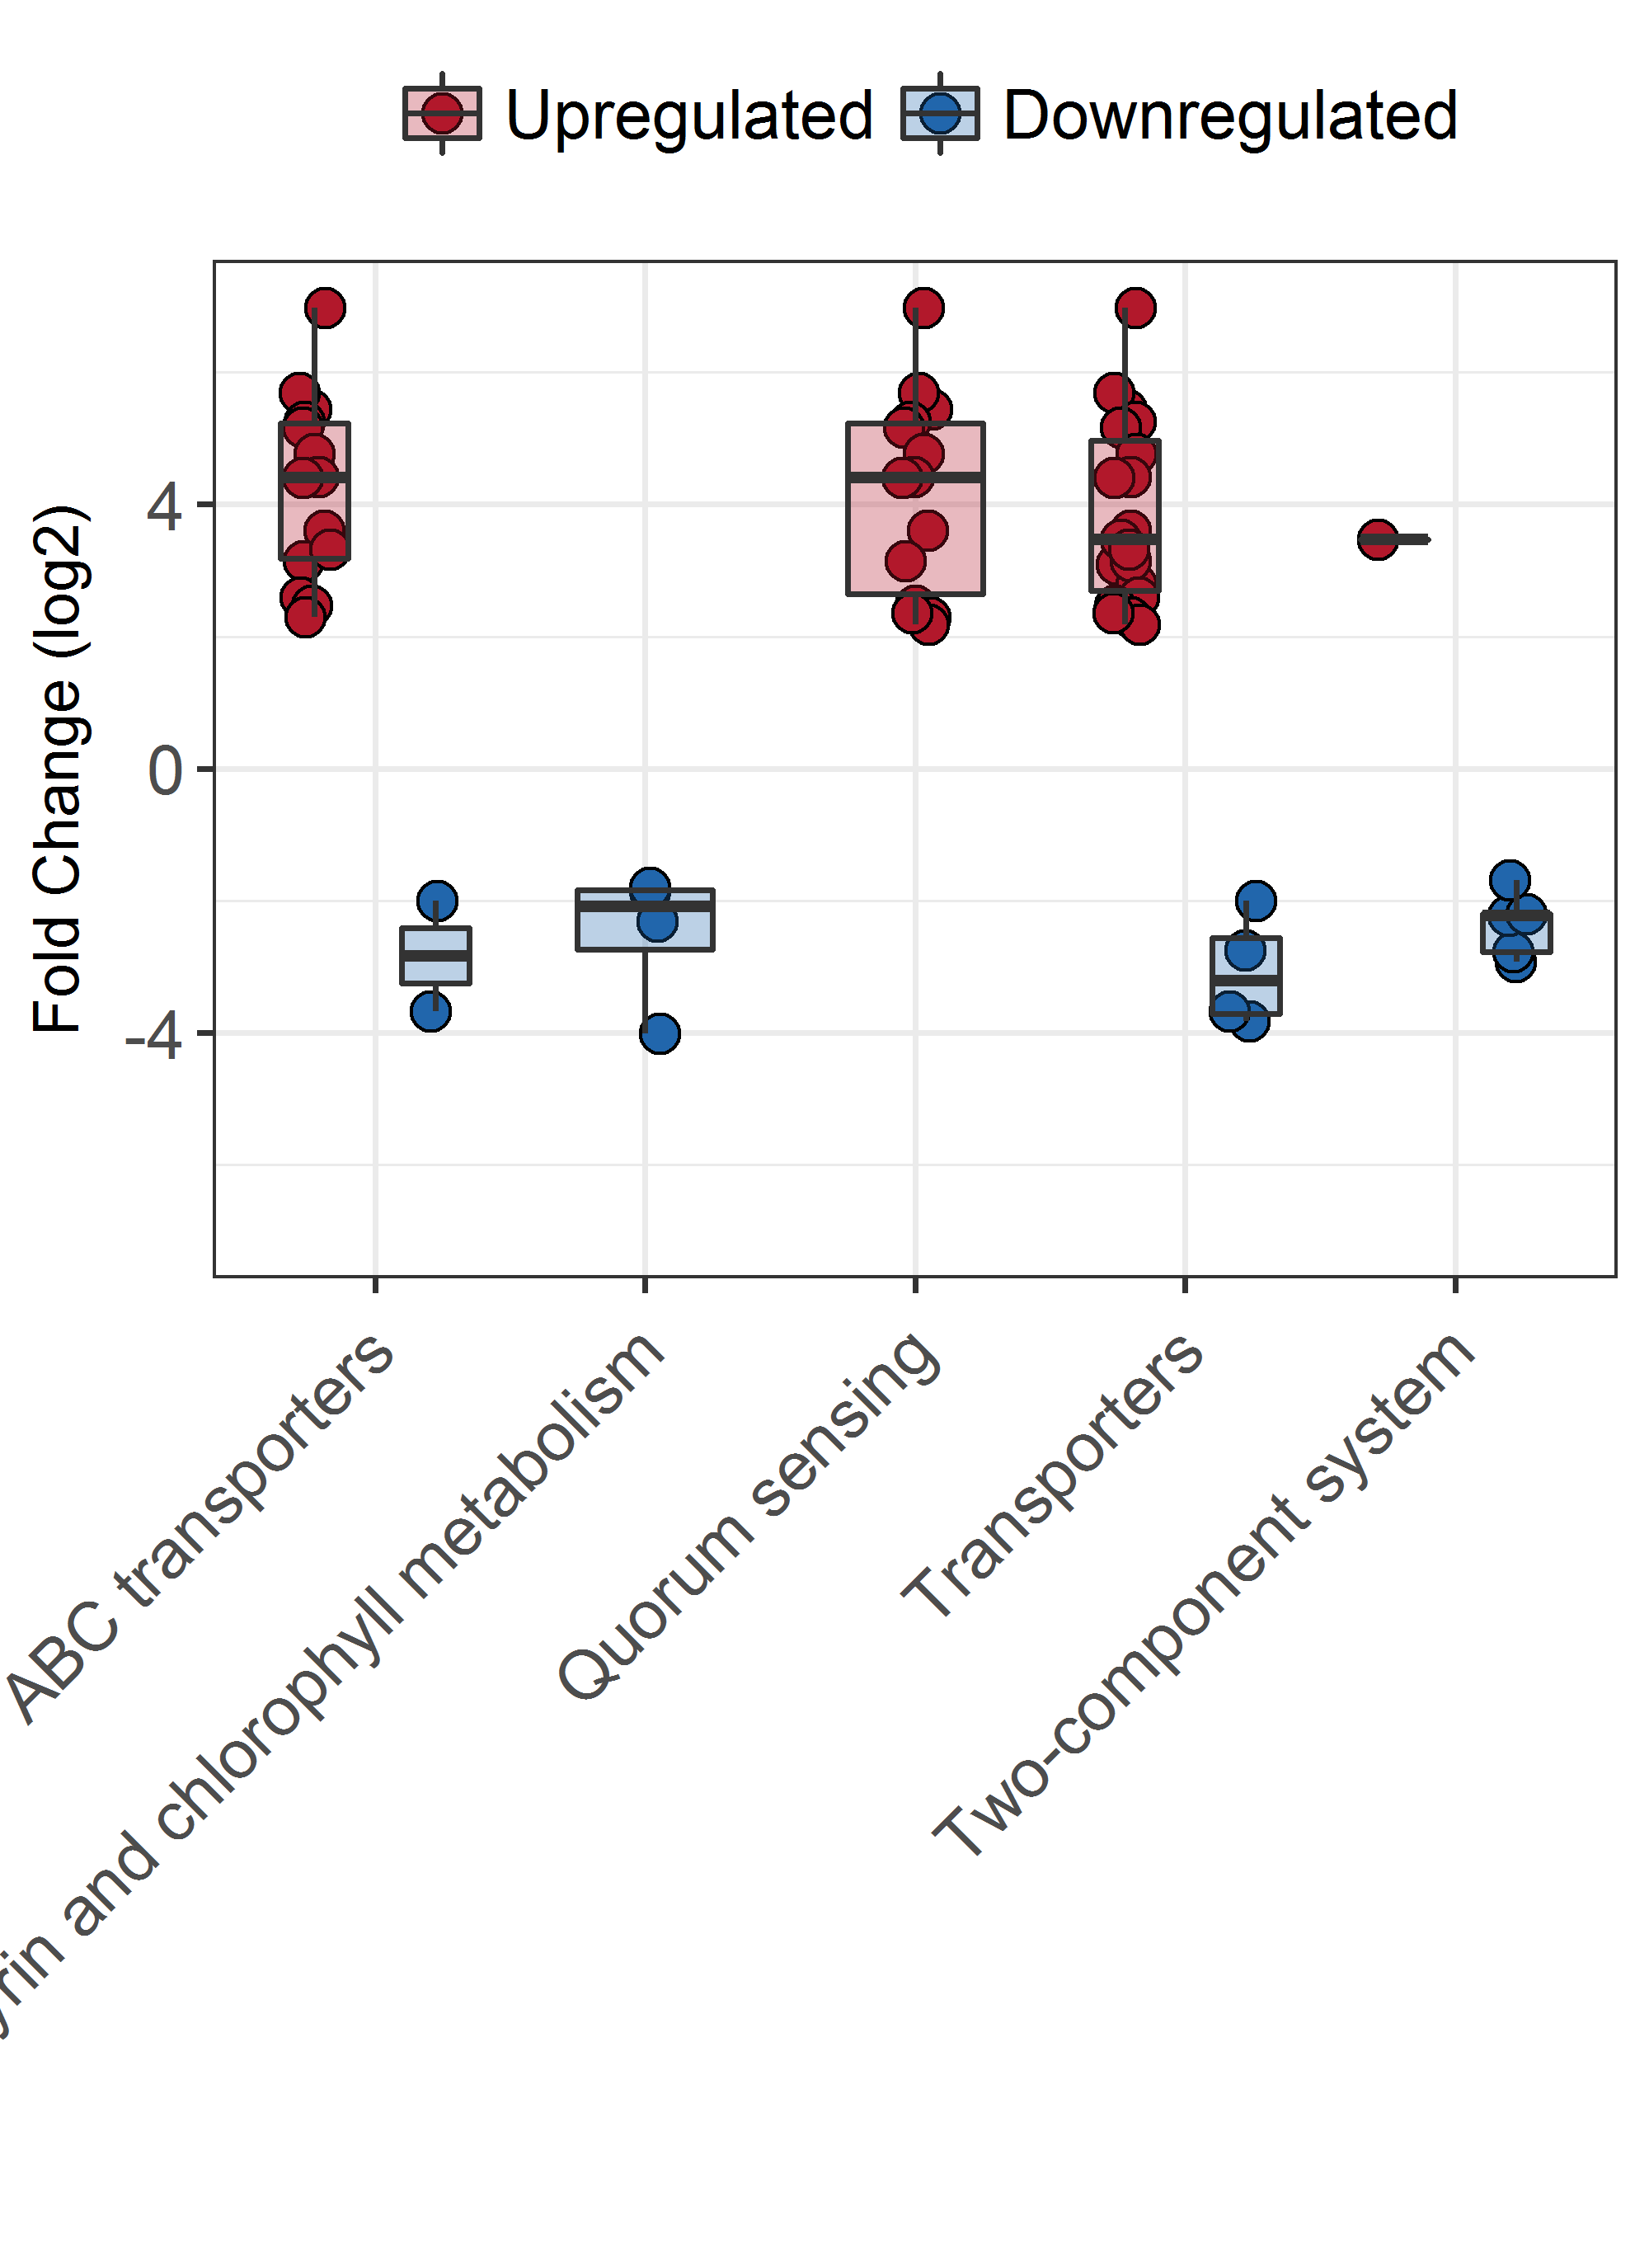 Upregulated Downregulated
Fold Change (log2)
4
0
-4
ABC transporters
and chlorophyll metabolism
Quorum sensing
Transporters
Two-component system